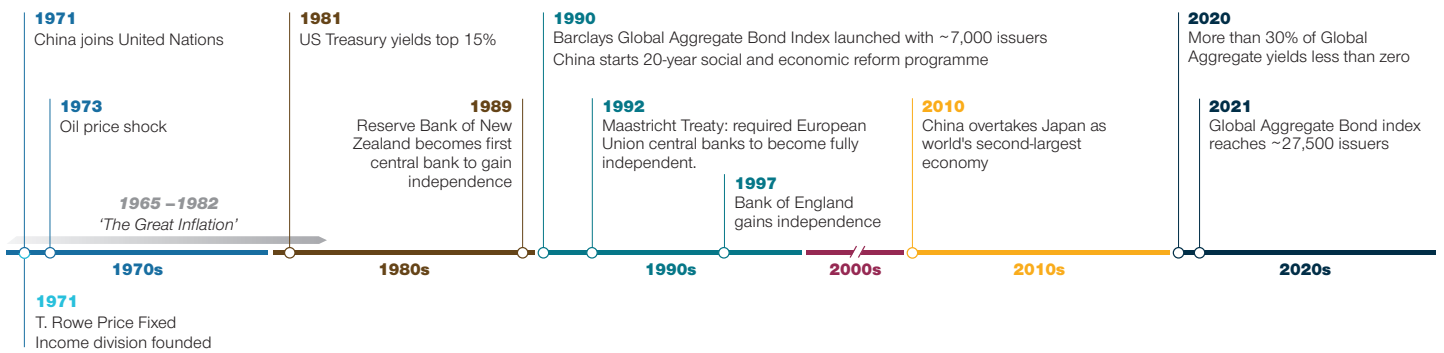 1971
China joins United Nations
1973
Oil price shock
1965 –1982
‘The Great Inflation’
1981
US Treasury yields top 15%
1989
Reserve Bank of New
Zealand becomes first
central bank to gain
independence
1990
Barclays Global Aggregate Bond Index launched with ~7,000 issuers
China starts 20-year social and economic reform programme
1992
Maastricht Treaty: required European
Union central banks to become fully
independent.
1997
Bank of England
gains independence
2010
China overtakes Japan as
world's second-largest
economy
2020
More than 30% of Global
Aggregate yields less than zero
2021
Global Aggregate Bond index
reaches ~27,500 issuers
1970s
1980s
1990s
2000s
2010s
2020s
1971
T. Rowe Price Fixed
Income division founded